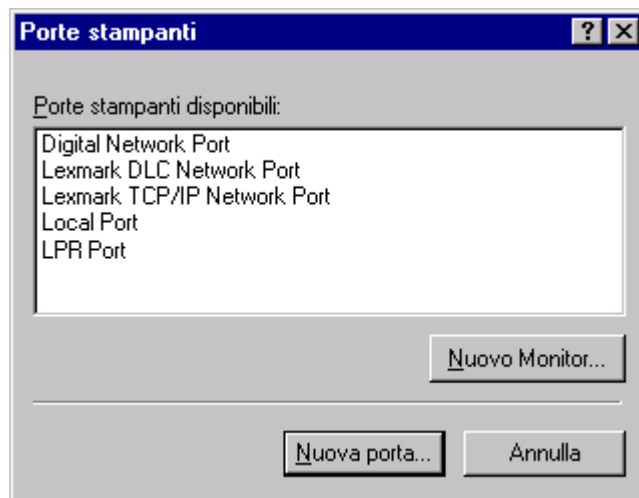 Porte stampanti
Porte stampanti disponibili:
Digital Network Port
Lexmark DLC Network Port
Lexmark TCP/IP Network Port
Local Port
LPR Port
Nuovo Monitor...
Nuova porta... Annulla